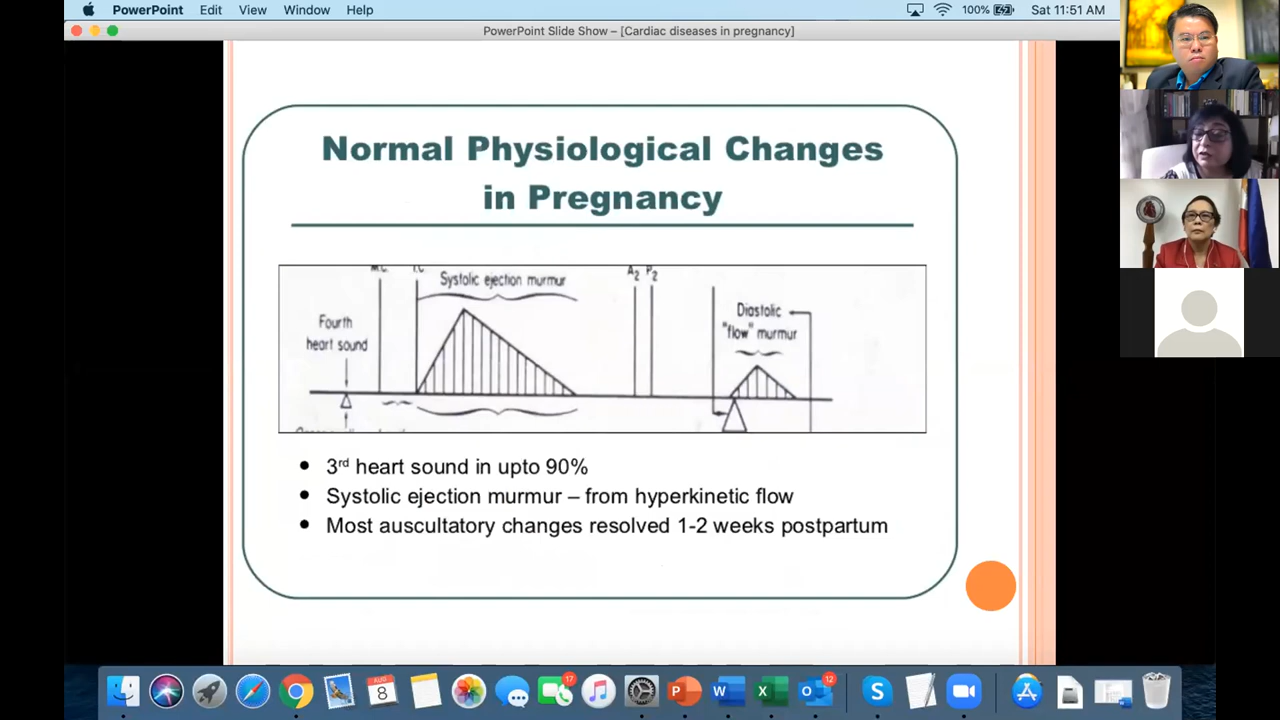 PowerPoint Edit View Window Help 100% Sat 11:51 AM
PowerPoint Slide Show – [Cardiac diseases in pregnancy]
Normal Physiological Changes
in Pregnancy
A2 P2
Systolic ejection murmur
Diastolic
"flow" murmur
Fourth
heart sound
• 3rd heart sound in upto 90%
• Systolic ejection murmur – from hyperkinetic flow
• Most auscultatory changes resolved 1-2 weeks postpartum
AUG
8
17
12